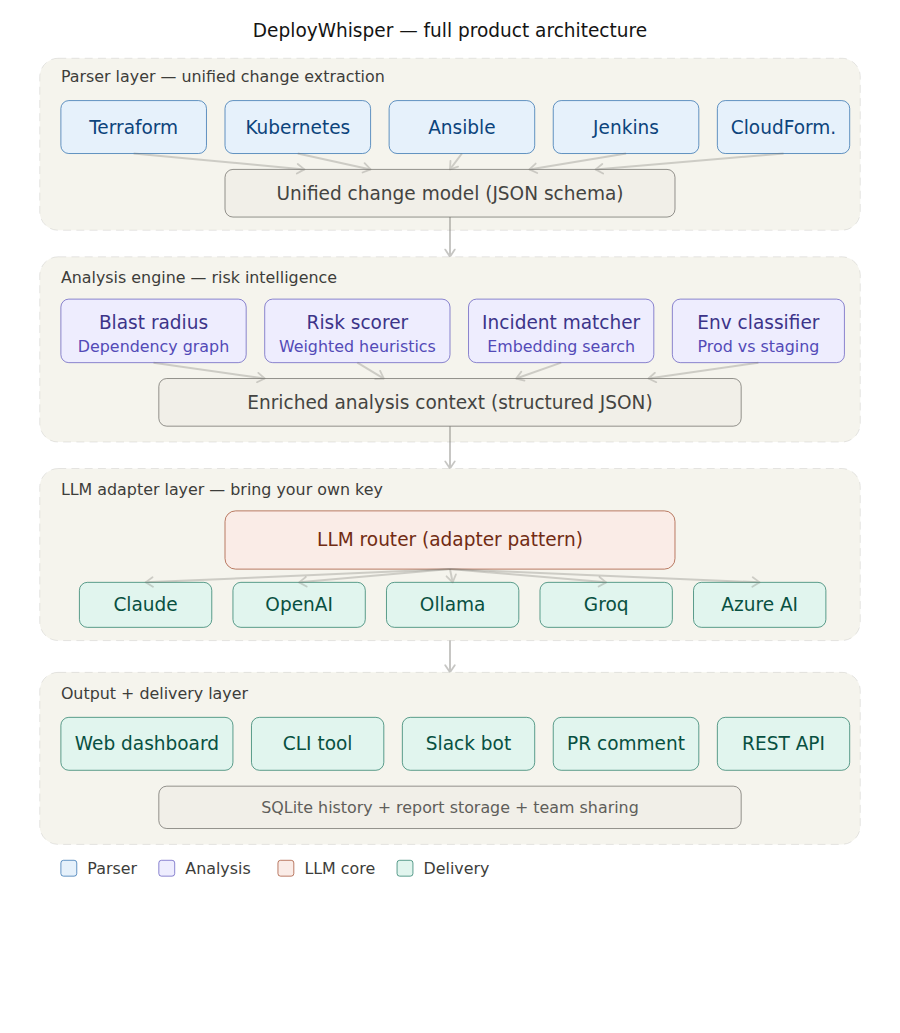 DeployWhisper — full product architecture
Parser layer — unified change extraction
Terraform
Kubernetes
Ansible
Jenkins
CloudForm.
Unified change model (JSON schema)
Analysis engine — risk intelligence
Blast radius
Dependency graph
Risk scorer
Weighted heuristics
Incident matcher
Embedding search
Env classifier
Prod vs staging
Enriched analysis context (structured JSON)
LLM adapter layer — bring your own key
LLM router (adapter pattern)
Claude
OpenAI
Ollama
Groq
Azure AI
Output + delivery layer
Web dashboard
CLI tool
Slack bot
PR comment
REST API
SQLite history + report storage + team sharing
Parser
Analysis
LLM core
Delivery